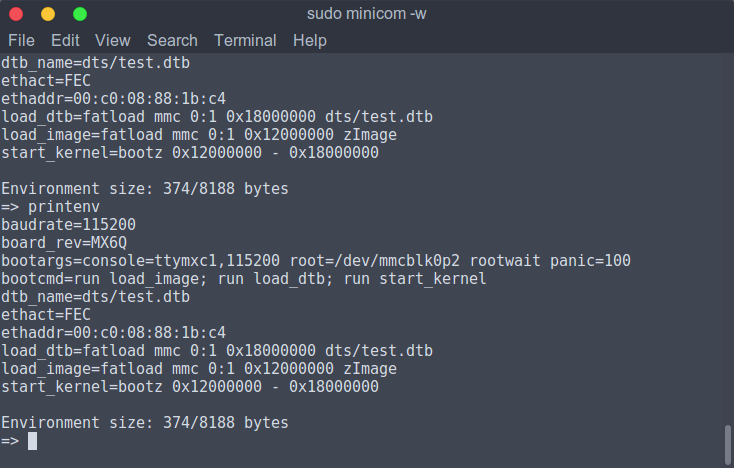 sudo minicom -w
File Edit View Search Terminal Help
dtb_name=dts/test.dtb
ethact=FEC
ethaddr=00:c0:08:88:1b:c4
load_dtb=fatload mmc 0:1 0x18000000 dts/test.dtb
load_image=fatload mmc 0:1 0x12000000 zImage
start_kernel=bootz 0x12000000 - 0x18000000
Environment size: 374/8188 bytes
=> printenv
baudrate=115200
board_rev=MX6Q
bootargs=console=ttymxc1,115200 root=/dev/mmcblk0p2 rootwait panic=100
bootcmd=run load_image; run load_dtb; run start_kernel
dtb_name=dts/test.dtb
ethact=FEC
ethaddr=00:c0:08:88:1b:c4
load_dtb=fatload mmc 0:1 0x18000000 dts/test.dtb
load_image=fatload mmc 0:1 0x12000000 zImage
start_kernel=bootz 0x12000000 - 0x18000000
Environment size: 374/8188 bytes
=>